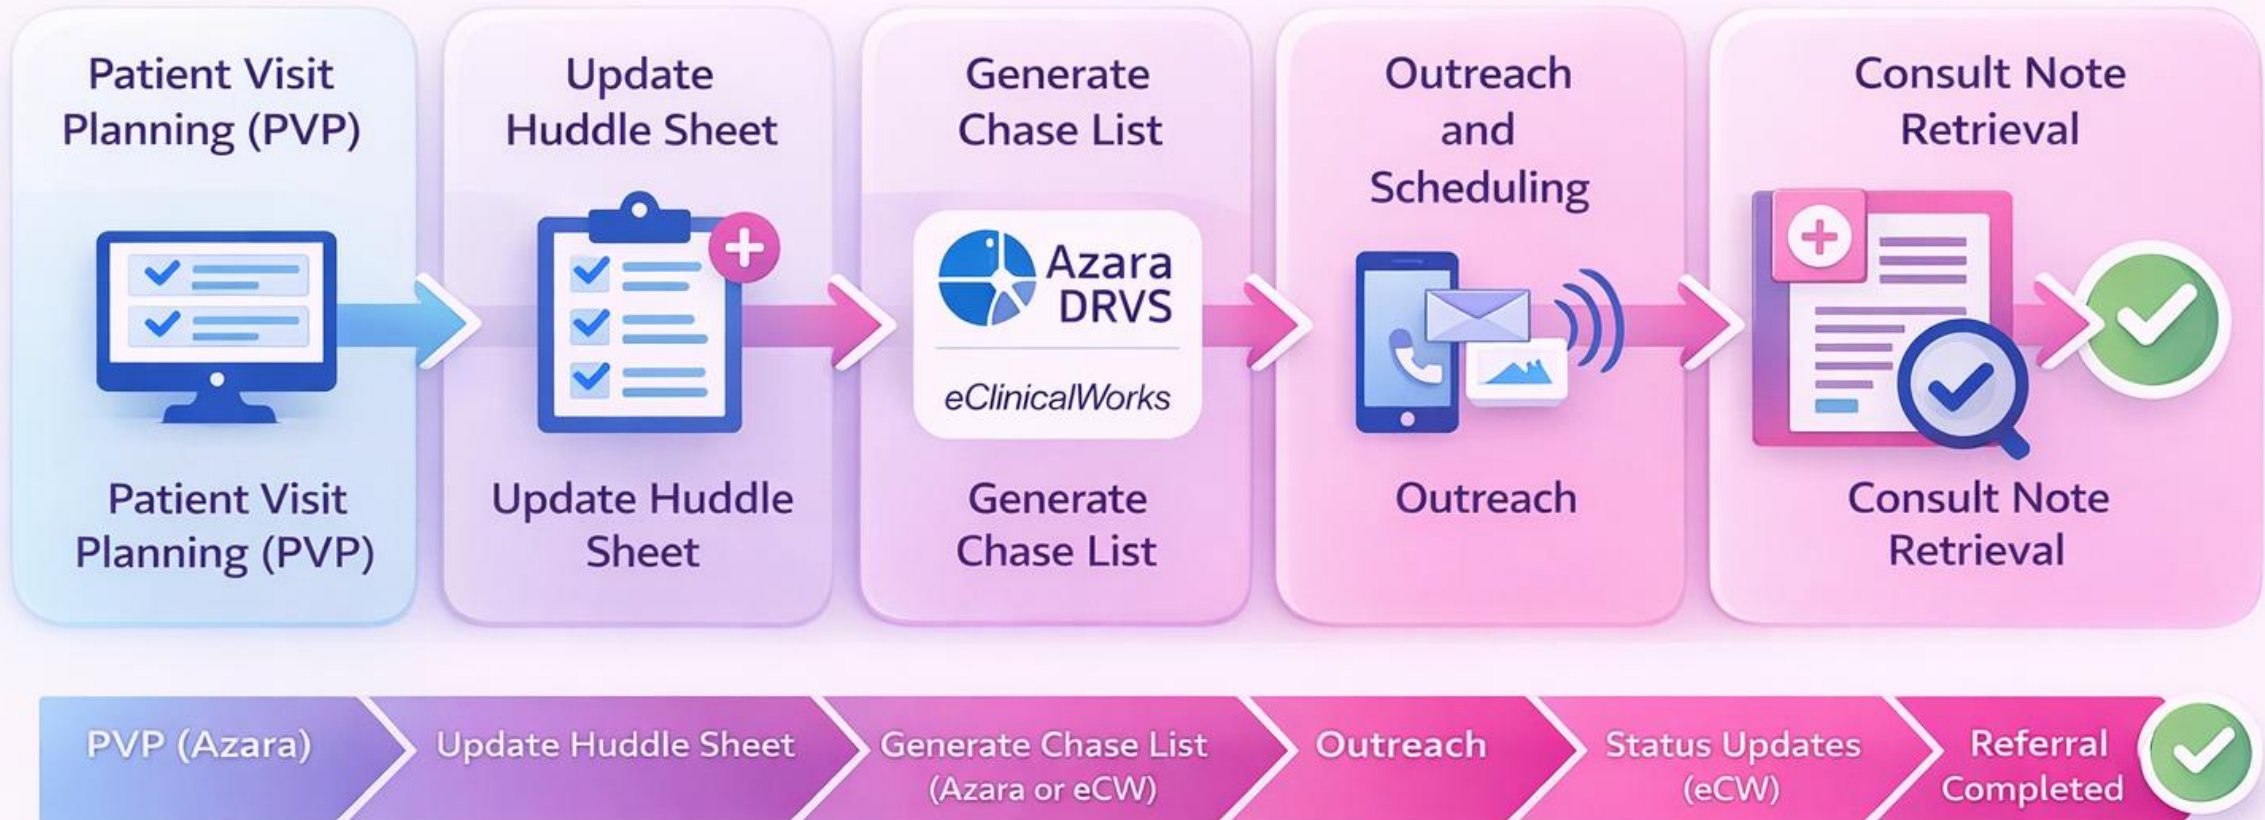 Patient Visit
Planning (PVP)
Patient Visit
Planning (PVP)
Update
Huddle Sheet
Update Huddle
Sheet
Generate
Chase List
Azara
DRVS
eClinicalWorks
Generate
Chase List
Outreach
and
Scheduling
Outreach
Consult Note
Retrieval
Consult Note
Retrieval
PVP (Azara)
Update Huddle Sheet
Generate Chase List
(Azara or eCW)
Outreach
Status Updates
(eCW)
Referral
Completed